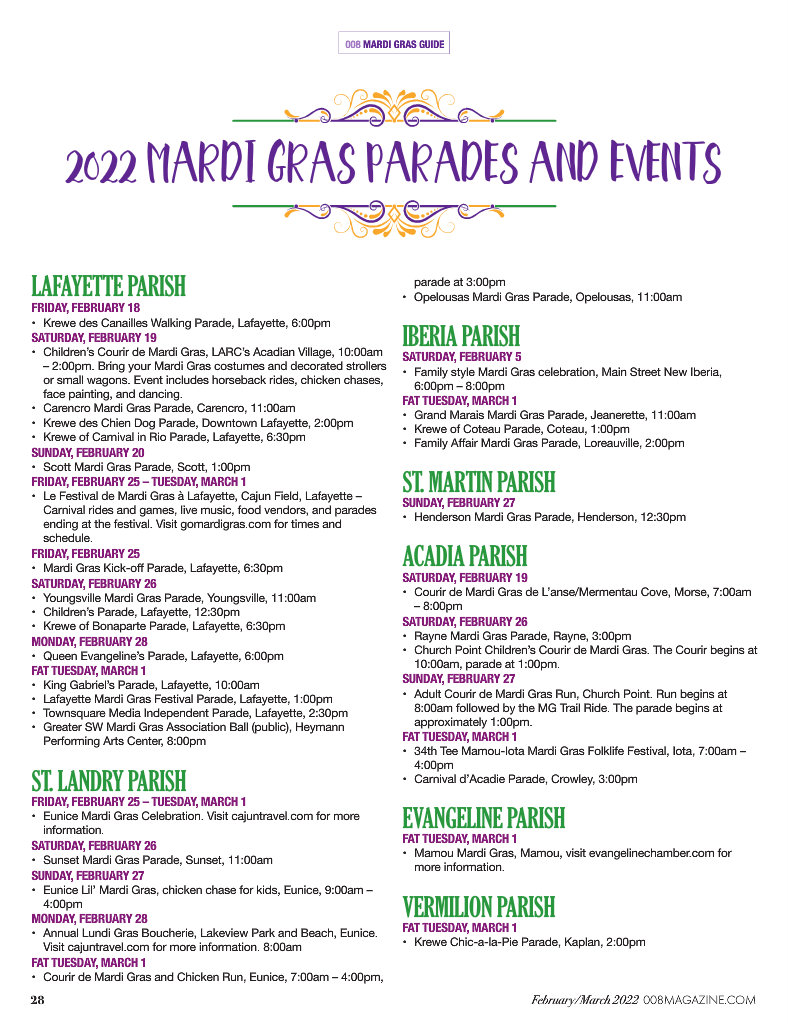 008 MARDI GRAS GUIDE
2022 MARDI GRAS PARADES AND EVENTS
LAFAYETTE PARISH
FRIDAY, FEBRUARY 18
• Krewe des Canailles Walking Parade, Lafayette, 6:00pm
SATURDAY, FEBRUARY 19
• Children's Courir de Mardi Gras, LARC's Acadian Village, 10:00am
– 2:00pm. Bring your Mardi Gras costumes and decorated strollers
or small wagons. Event includes horseback rides, chicken chases,
face painting, and dancing.
• Carencro Mardi Gras Parade, Carencro, 11:00am
• Krewe des Chien Dog Parade, Downtown Lafayette, 2:00pm
• Krewe of Carnival in Rio Parade, Lafayette, 6:30pm
SUNDAY, FEBRUARY 20
• Scott Mardi Gras Parade, Scott, 1:00pm
FRIDAY, FEBRUARY 25 – TUESDAY, MARCH 1
• Le Festival de Mardi Gras à Lafayette, Cajun Field, Lafayette –
Carnival rides and games, live music, food vendors, and parades
ending at the festival. Visit gomardigras.com for times and
schedule.
FRIDAY, FEBRUARY 25
• Mardi Gras Kick-off Parade, Lafayette, 6:30pm
SATURDAY, FEBRUARY 26
• Youngsville Mardi Gras Parade, Youngsville, 11:00am
• Children's Parade, Lafayette, 12:30pm
• Krewe of Bonaparte Parade, Lafayette, 6:30pm
MONDAY, FEBRUARY 28
• Queen Evangeline's Parade, Lafayette, 6:00pm
FAT TUESDAY, MARCH 1
• King Gabriel's Parade, Lafayette, 10:00am
• Lafayette Mardi Gras Festival Parade, Lafayette, 1:00pm
• Townsquare Media Independent Parade, Lafayette, 2:30pm
• Greater SW Mardi Gras Association Ball (public), Heymann
Performing Arts Center, 8:00pm
ST. LANDRY PARISH
FRIDAY, FEBRUARY 25 – TUESDAY, MARCH 1
• Eunice Mardi Gras Celebration. Visit cajuntravel.com for more
information.
SATURDAY, FEBRUARY 26
• Sunset Mardi Gras Parade, Sunset, 11:00am
SUNDAY, FEBRUARY 27
• Eunice Lil' Mardi Gras, chicken chase for kids, Eunice, 9:00am –
4:00pm
MONDAY, FEBRUARY 28
• Annual Lundi Gras Boucherie, Lakeview Park and Beach, Eunice.
Visit cajuntravel.com for more information. 8:00am
FAT TUESDAY, MARCH 1
• Courir de Mardi Gras and Chicken Run, Eunice, 7:00am – 4:00pm,
parade at 3:00pm
• Opelousas Mardi Gras Parade, Opelousas, 11:00am
IBERIA PARISH
SATURDAY, FEBRUARY 5
• Family style Mardi Gras celebration, Main Street New Iberia,
6:00pm – 8:00pm
FAT TUESDAY, MARCH 1
• Grand Marais Mardi Gras Parade, Jeanerette, 11:00am
• Krewe of Coteau Parade, Coteau, 1:00pm
• Family Affair Mardi Gras Parade, Loreauville, 2:00pm
ST. MARTIN PARISH
SUNDAY, FEBRUARY 27
• Henderson Mardi Gras Parade, Henderson, 12:30pm
ACADIA PARISH
SATURDAY, FEBRUARY 19
• Courir de Mardi Gras de L'anse/Mermentau Cove, Morse, 7:00am
– 8:00pm
SATURDAY, FEBRUARY 26
• Rayne Mardi Gras Parade, Rayne, 3:00pm
• Church Point Children's Courir de Mardi Gras. The Courir begins at
10:00am, parade at 1:00pm.
SUNDAY, FEBRUARY 27
• Adult Courir de Mardi Gras Run, Church Point. Run begins at
8:00am followed by the MG Trail Ride. The parade begins at
approximately 1:00pm.
FAT TUESDAY, MARCH 1
• 34th Tee Mamou-Iota Mardi Gras Folklife Festival, Iota, 7:00am –
4:00pm
• Carnival d'Acadie Parade, Crowley, 3:00pm
EVANGELINE PARISH
FAT TUESDAY, MARCH 1
• Mamou Mardi Gras, Mamou, visit evangelinechamber.com for
more information.
VERMILION PARISH
FAT TUESDAY, MARCH 1
• Krewe Chic-a-la-Pie Parade, Kaplan, 2:00pm
28
February/March 2022 008MAGAZINE.COM